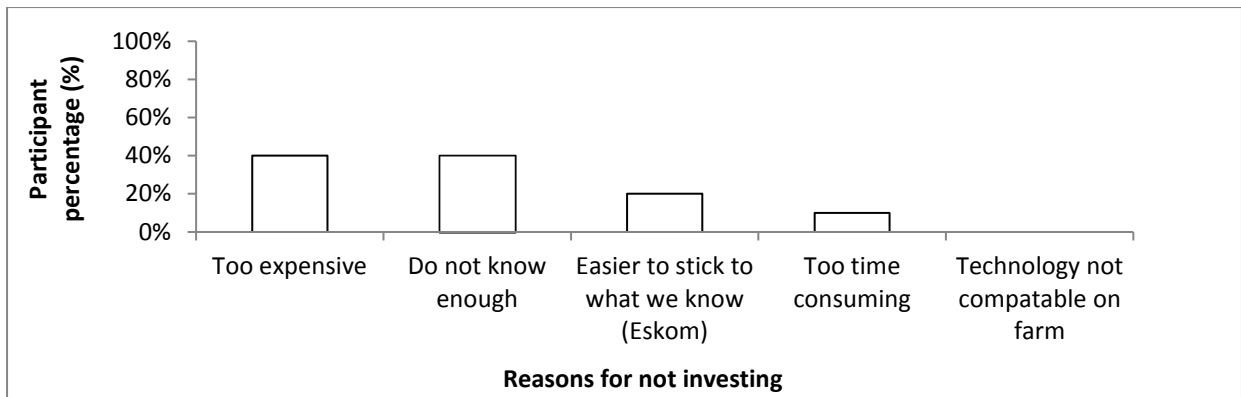 Participant
percentage (%)
100%
80%
60%
40%
20%
0%
Too expensive
Do not know
enough
Easier to stick to
what we know
(Eskom)
Too time
consuming
Technology not
compatable on
farm
Reasons for not investing